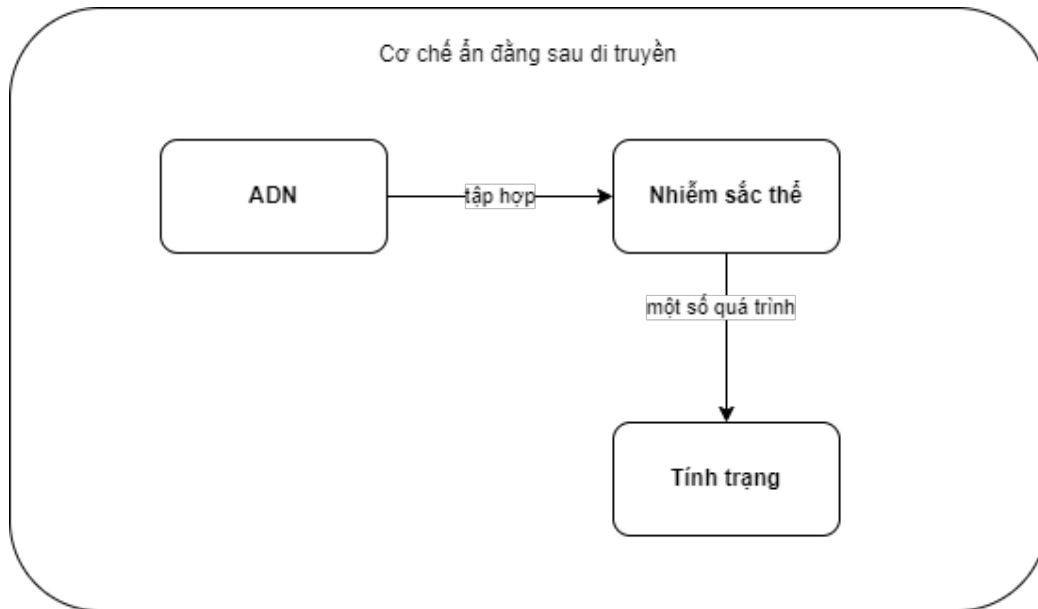 Cơ chế ẩn đằng sau di truyền
ADN
tập hợp
Nhiễm sắc thể
một số quá trình
Tính trạng